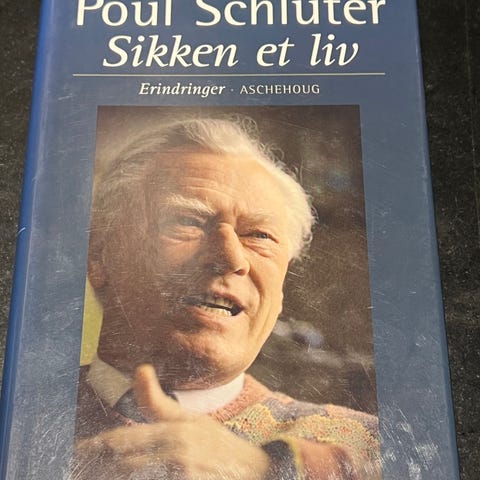 Poul Schlüter
Sikken et liv
Erindringer · ASCHEHOUG